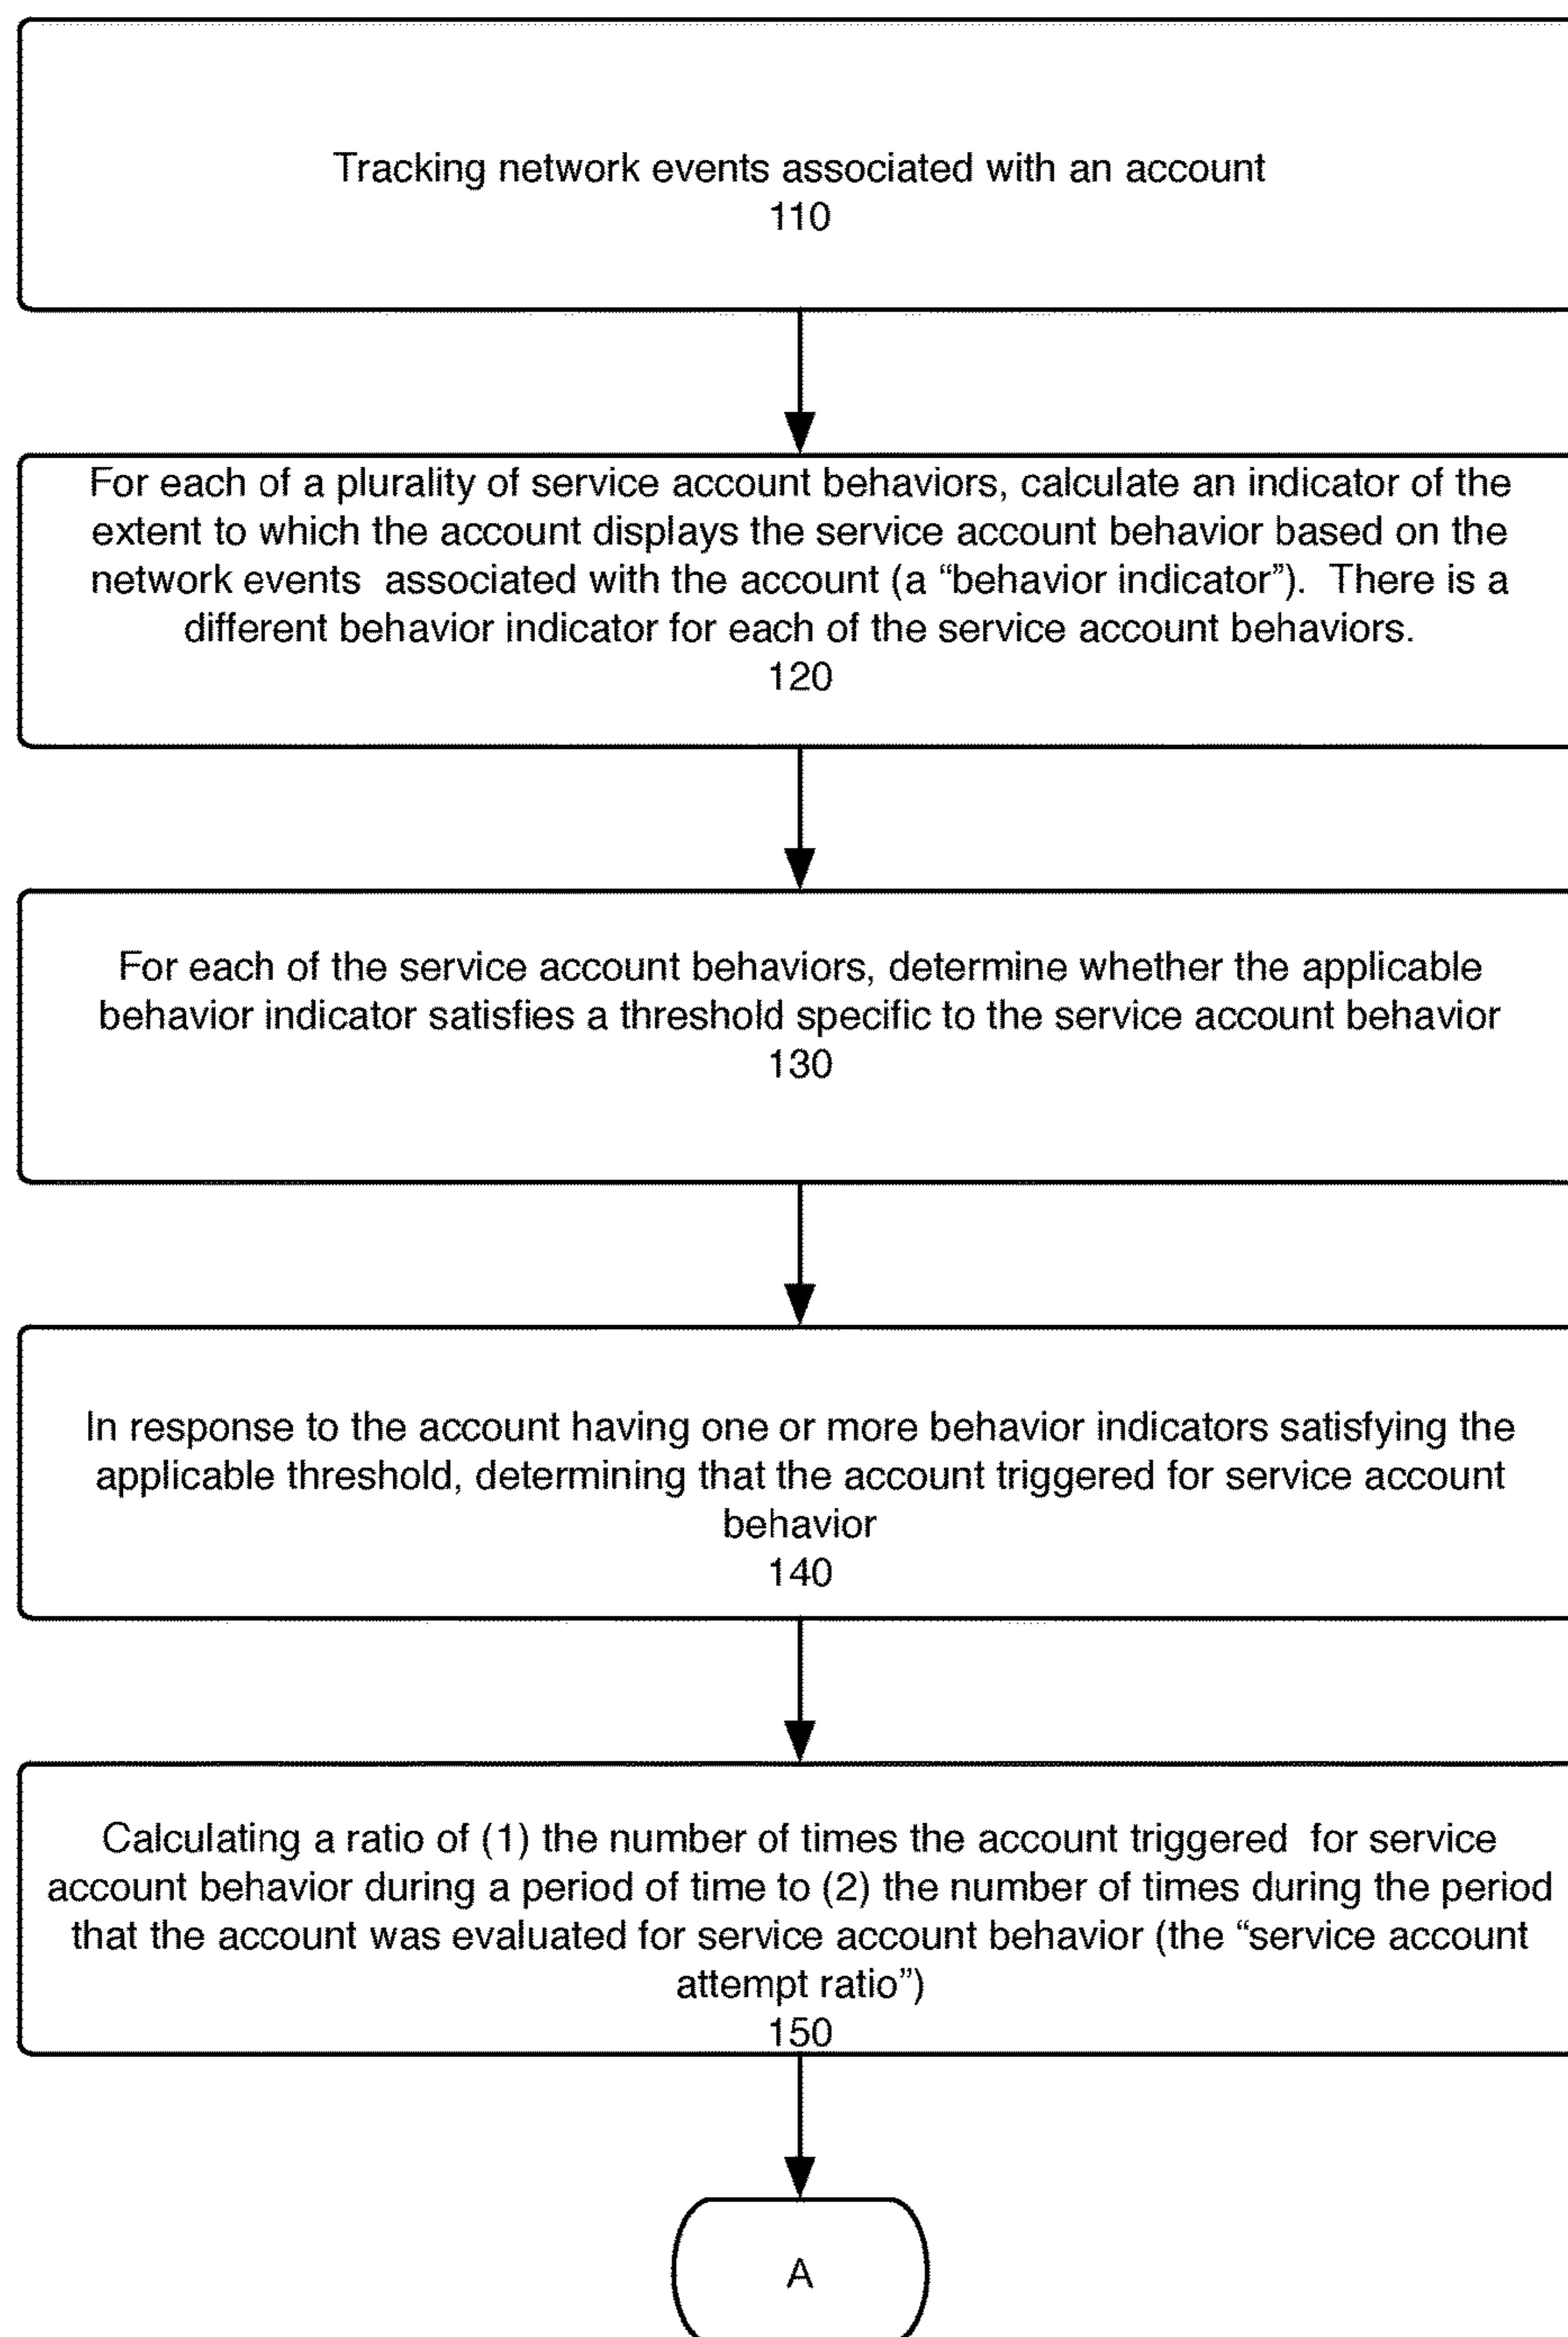 Tracking network events associated with an account
110
For each of a plurality of service account behaviors, calculate an indicator of the
extent to which the account displays the service account behavior based on the
network events  associated with the account (a “behavior indicator”).  There is a
different behavior indicator for each of the service account behaviors.
120
For each of the service account behaviors, determine whether the applicable
behavior indicator satisfies a threshold specific to the service account behavior
130
In response to the account having one or more behavior indicators satisfying the
applicable threshold, determining that the account triggered for service account
behavior
140
Calculating a ratio of (1) the number of times the account triggered  for service
account behavior during a period of time to (2) the number of times during the period
that the account was evaluated for service account behavior (the “service account
attempt ratio”)
150
A